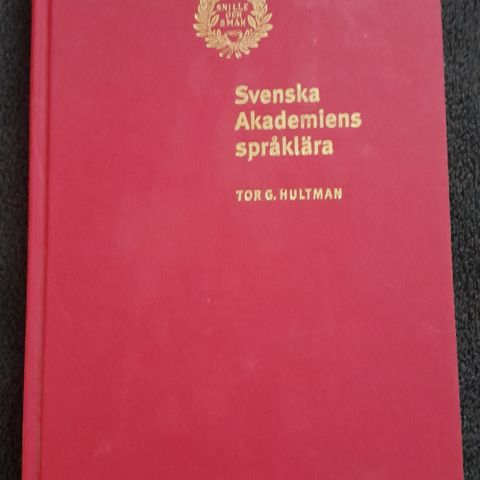 SNILLE
OCH
SMAK
Svenska
Akademiens
språklära
TOR G. HULTMAN